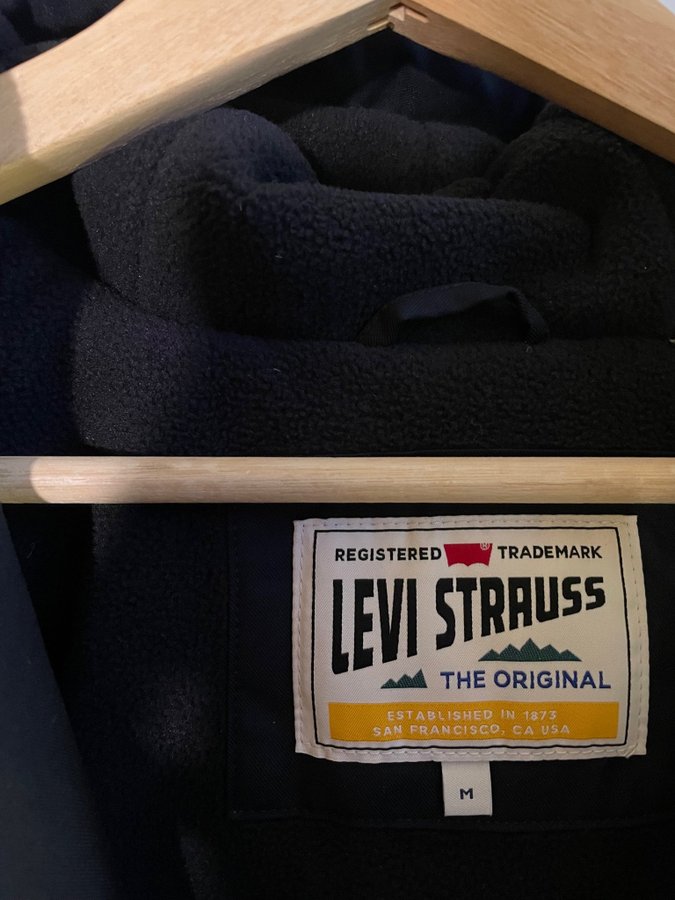 REGISTERED ® TRADEMARK
LEVI STRAUSS
THE ORIGINAL
ESTABLISHED IN 1873
SAN FRANCISCO, CA USA
M